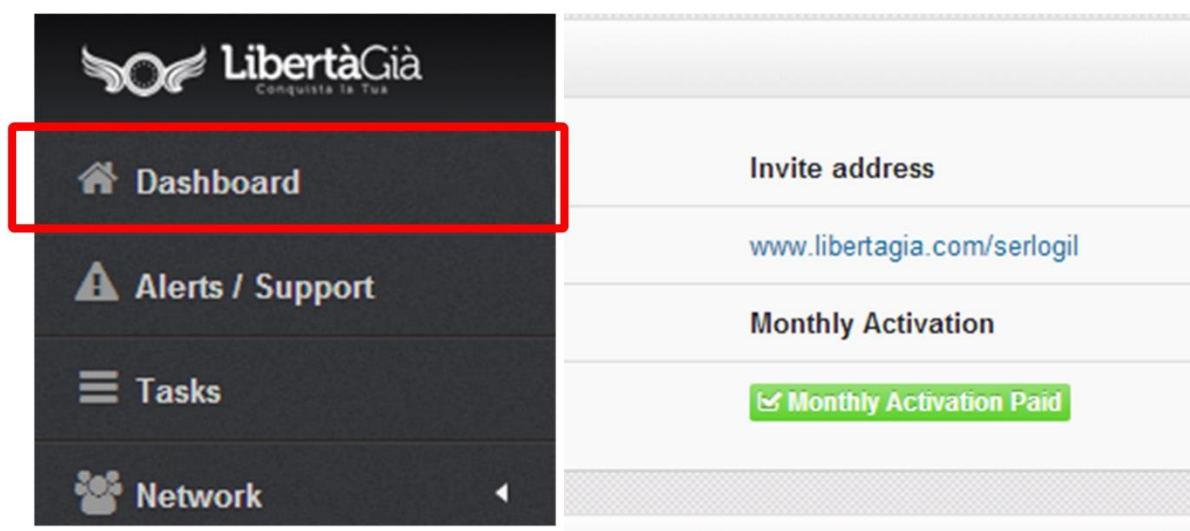 LibertàGià
Conquista la Tua
Dashboard
Alerts / Support
Tasks
Network
Invite address
www.libertagia.com/serlogil
Monthly Activation
Monthly Activation Paid